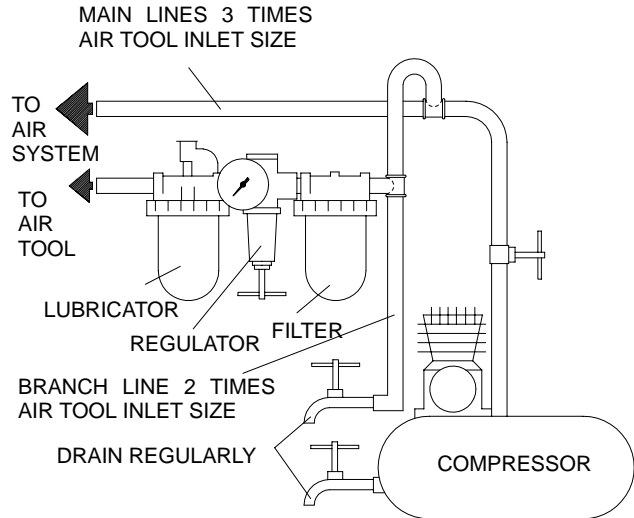 MAIN LINES 3 TIMES
AIR TOOL INLET SIZE
TO
AIR
SYSTEM
TO
AIR
TOOL
LUBRICATOR
REGULATOR
FILTER
BRANCH LINE 2 TIMES
AIR TOOL INLET SIZE
DRAIN REGULARLY
COMPRESSOR